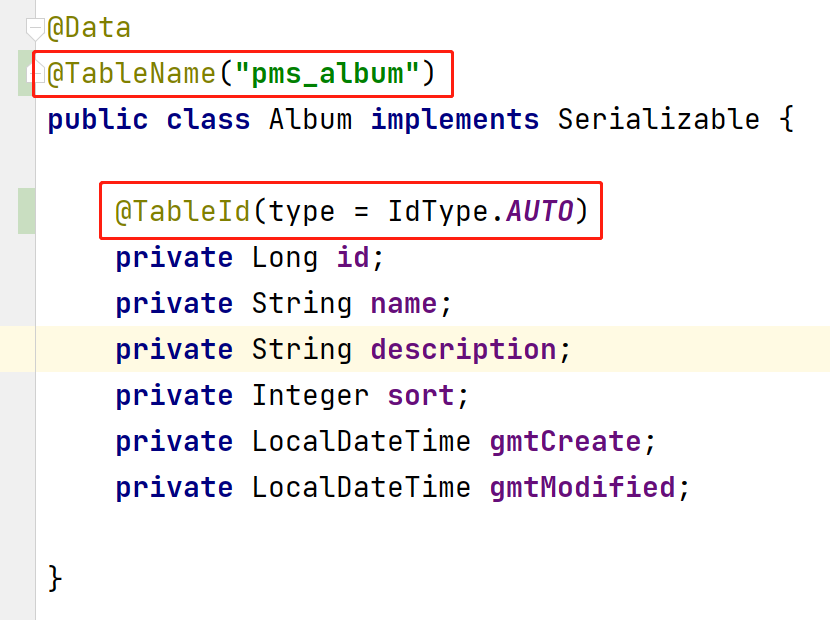 @Data
@TableName("pms_album")
public class Album implements Serializable {
@TableId(type = IdType.AUTO)
private Long id;
private String name;
private String description;
private Integer sort;
private LocalDateTime gmtCreate;
private LocalDateTime gmtModified;
}